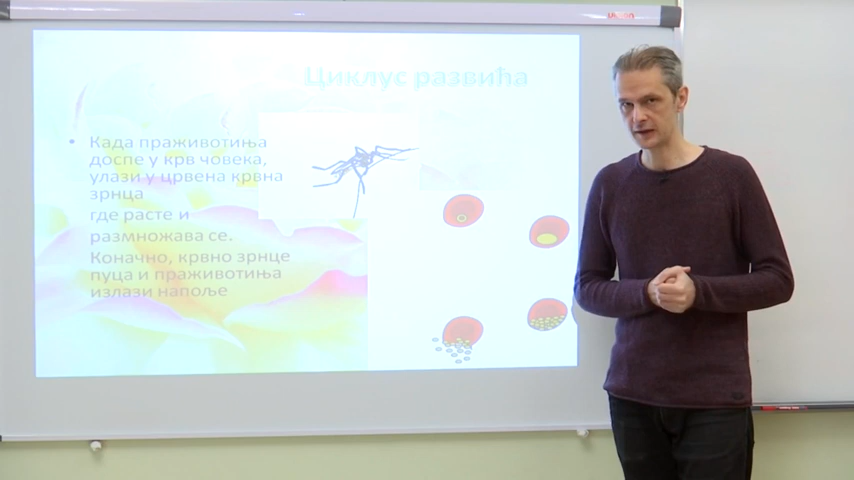 Циклус развића
• Када праживотиња
доспе у крв човека,
улази у црвена крвна
зрнца
где расте и
размножава се.
Коначно, крвно зрнце
пуца и праживотиња
излази напоље